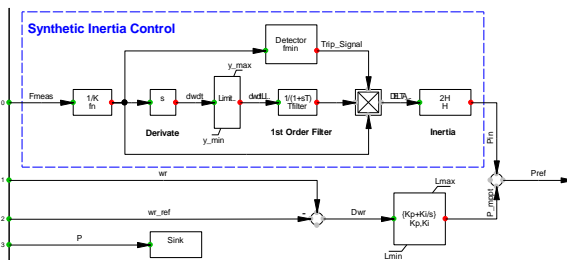 Synthetic Inertia Control
Detector
fmin
Trip_Signal
y_max
0
Fmeas
1/K
fn
s
dwdt
Limit..
1/(1+sT)
Tfilter
2H
H
y_min
Derivate
1st Order Filter
Inertia
Pin
1
wr
Pref
Lmax
P_mppt
2
wr_ref
-
Dwr
{Kp+Ki/s}
Kp,Ki
3
P
Sink
Lmin